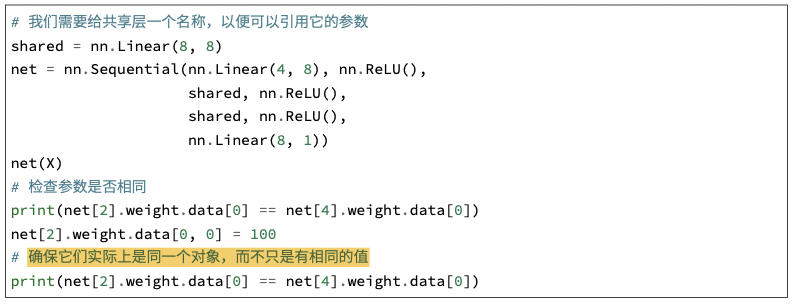 # 我们需要给共享层一个名称，以便可以引用它的参数
shared = nn.Linear(8, 8)
net = nn.Sequential(nn.Linear(4, 8), nn.ReLU(),
                    shared, nn.ReLU(),
                    shared, nn.ReLU(),
                    nn.Linear(8, 1))
net(X)
# 检查参数是否相同
print(net[2].weight.data[0] == net[4].weight.data[0])
net[2].weight.data[0, 0] = 100
# 确保它们实际上是同一个对象，而不只是有相同的值
print(net[2].weight.data[0] == net[4].weight.data[0])